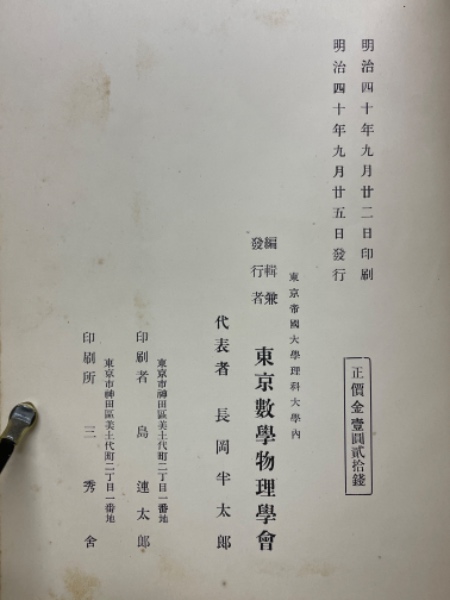 明治四十年九月廿二日印刷
明治四十年九月廿五日發行
正價金壹圓貳拾錢
東京帝國大學理科大學內
編輯兼
發行者
東京數學物理學會
代表者 長岡半太郎
東京市神田區美土代町二丁目一番地
印刷者 島連太郎
東京市神田區美土代町二丁目一番地
印刷所 三秀舍